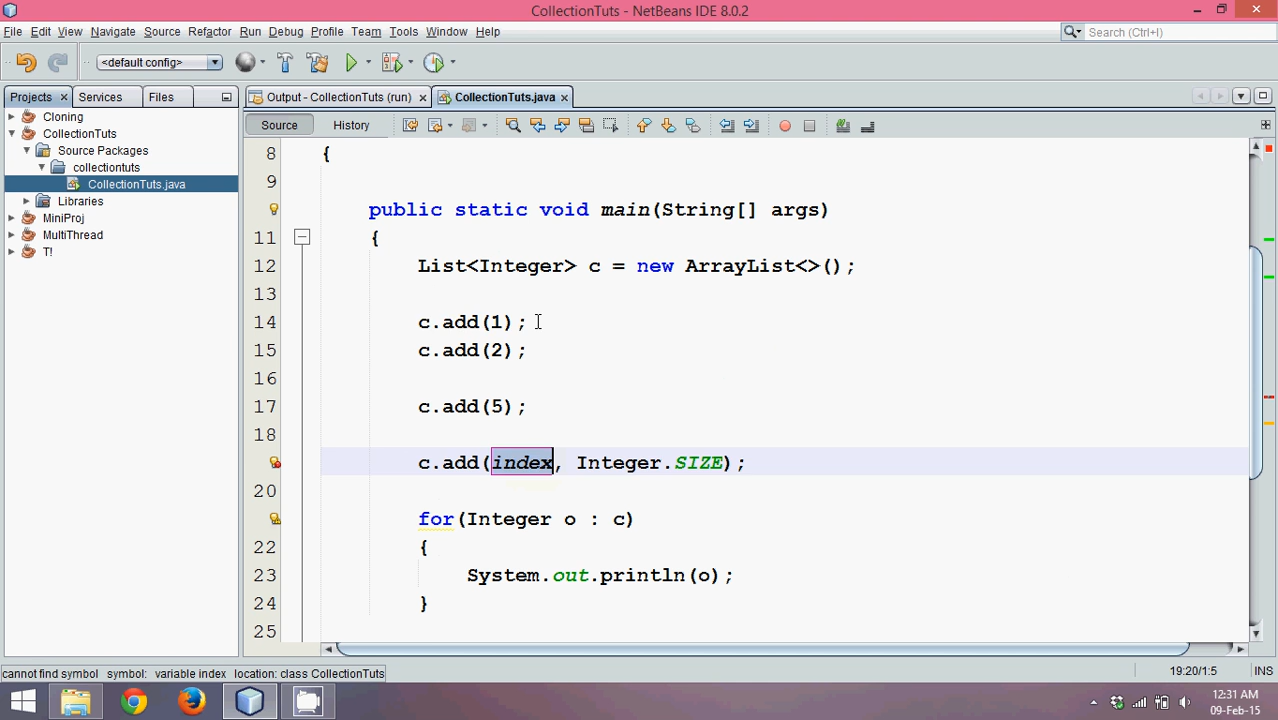 CollectionTuts - NetBeans IDE 8.0.2
File Edit View Navigate Source Refactor Run Debug Profile Team Tools Window Help
Search (Ctrl+I)
<default config>
Projects Services Files
Output - CollectionTuts (run) CollectionTuts.java
Cloning
CollectionTuts
Source Packages
collectiontuts
CollectionTuts.java
Libraries
MiniProj
MultiThread
T!
Source History
8 {
9
public static void main(String[] args)
11 {
12 List<Integer> c = new ArrayList<>();
13
14 c.add(1);
15 c.add(2);
16
17 c.add(5);
18
c.add(index, Integer.SIZE);
20
for(Integer o : c)
22 {
23 System.out.println(o);
24 }
25
cannot find symbol symbol: variable index location: class CollectionTuts
19:20/1:5 INS
12:31 AM
09-Feb-15